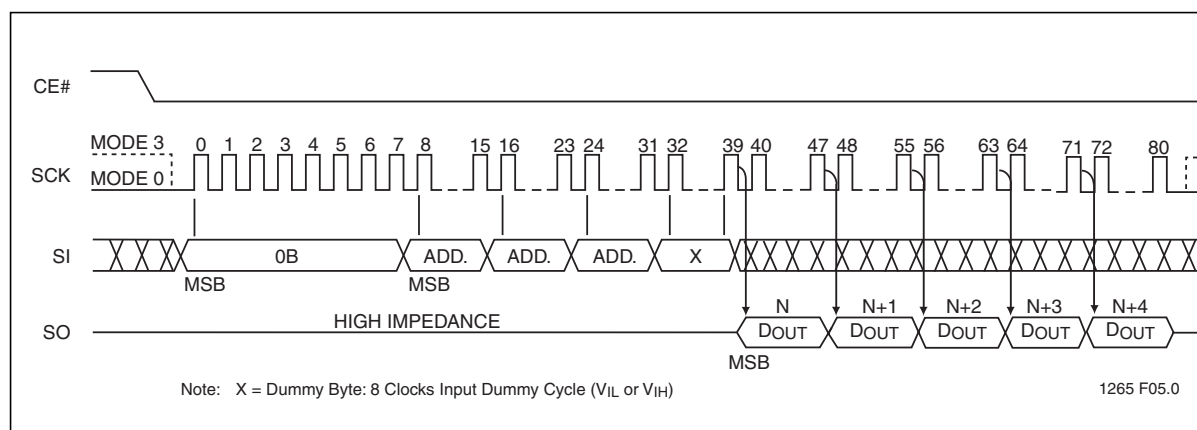 CE#
MODE 3
SCK
MODE 0
0 1 2 3 4 5 6 7 8 15 16 23 24 31 32 39 40 47 48 55 56 63 64 71 72 80
SI
0B
ADD.
ADD.
ADD.
X
MSB
MSB
N
N+1
N+2
N+3
N+4
SO
HIGH IMPEDANCE
DOUT
DOUT
DOUT
DOUT
DOUT
MSB
Note: X = Dummy Byte: 8 Clocks Input Dummy Cycle (VIL or VIH)
1265 F05.0